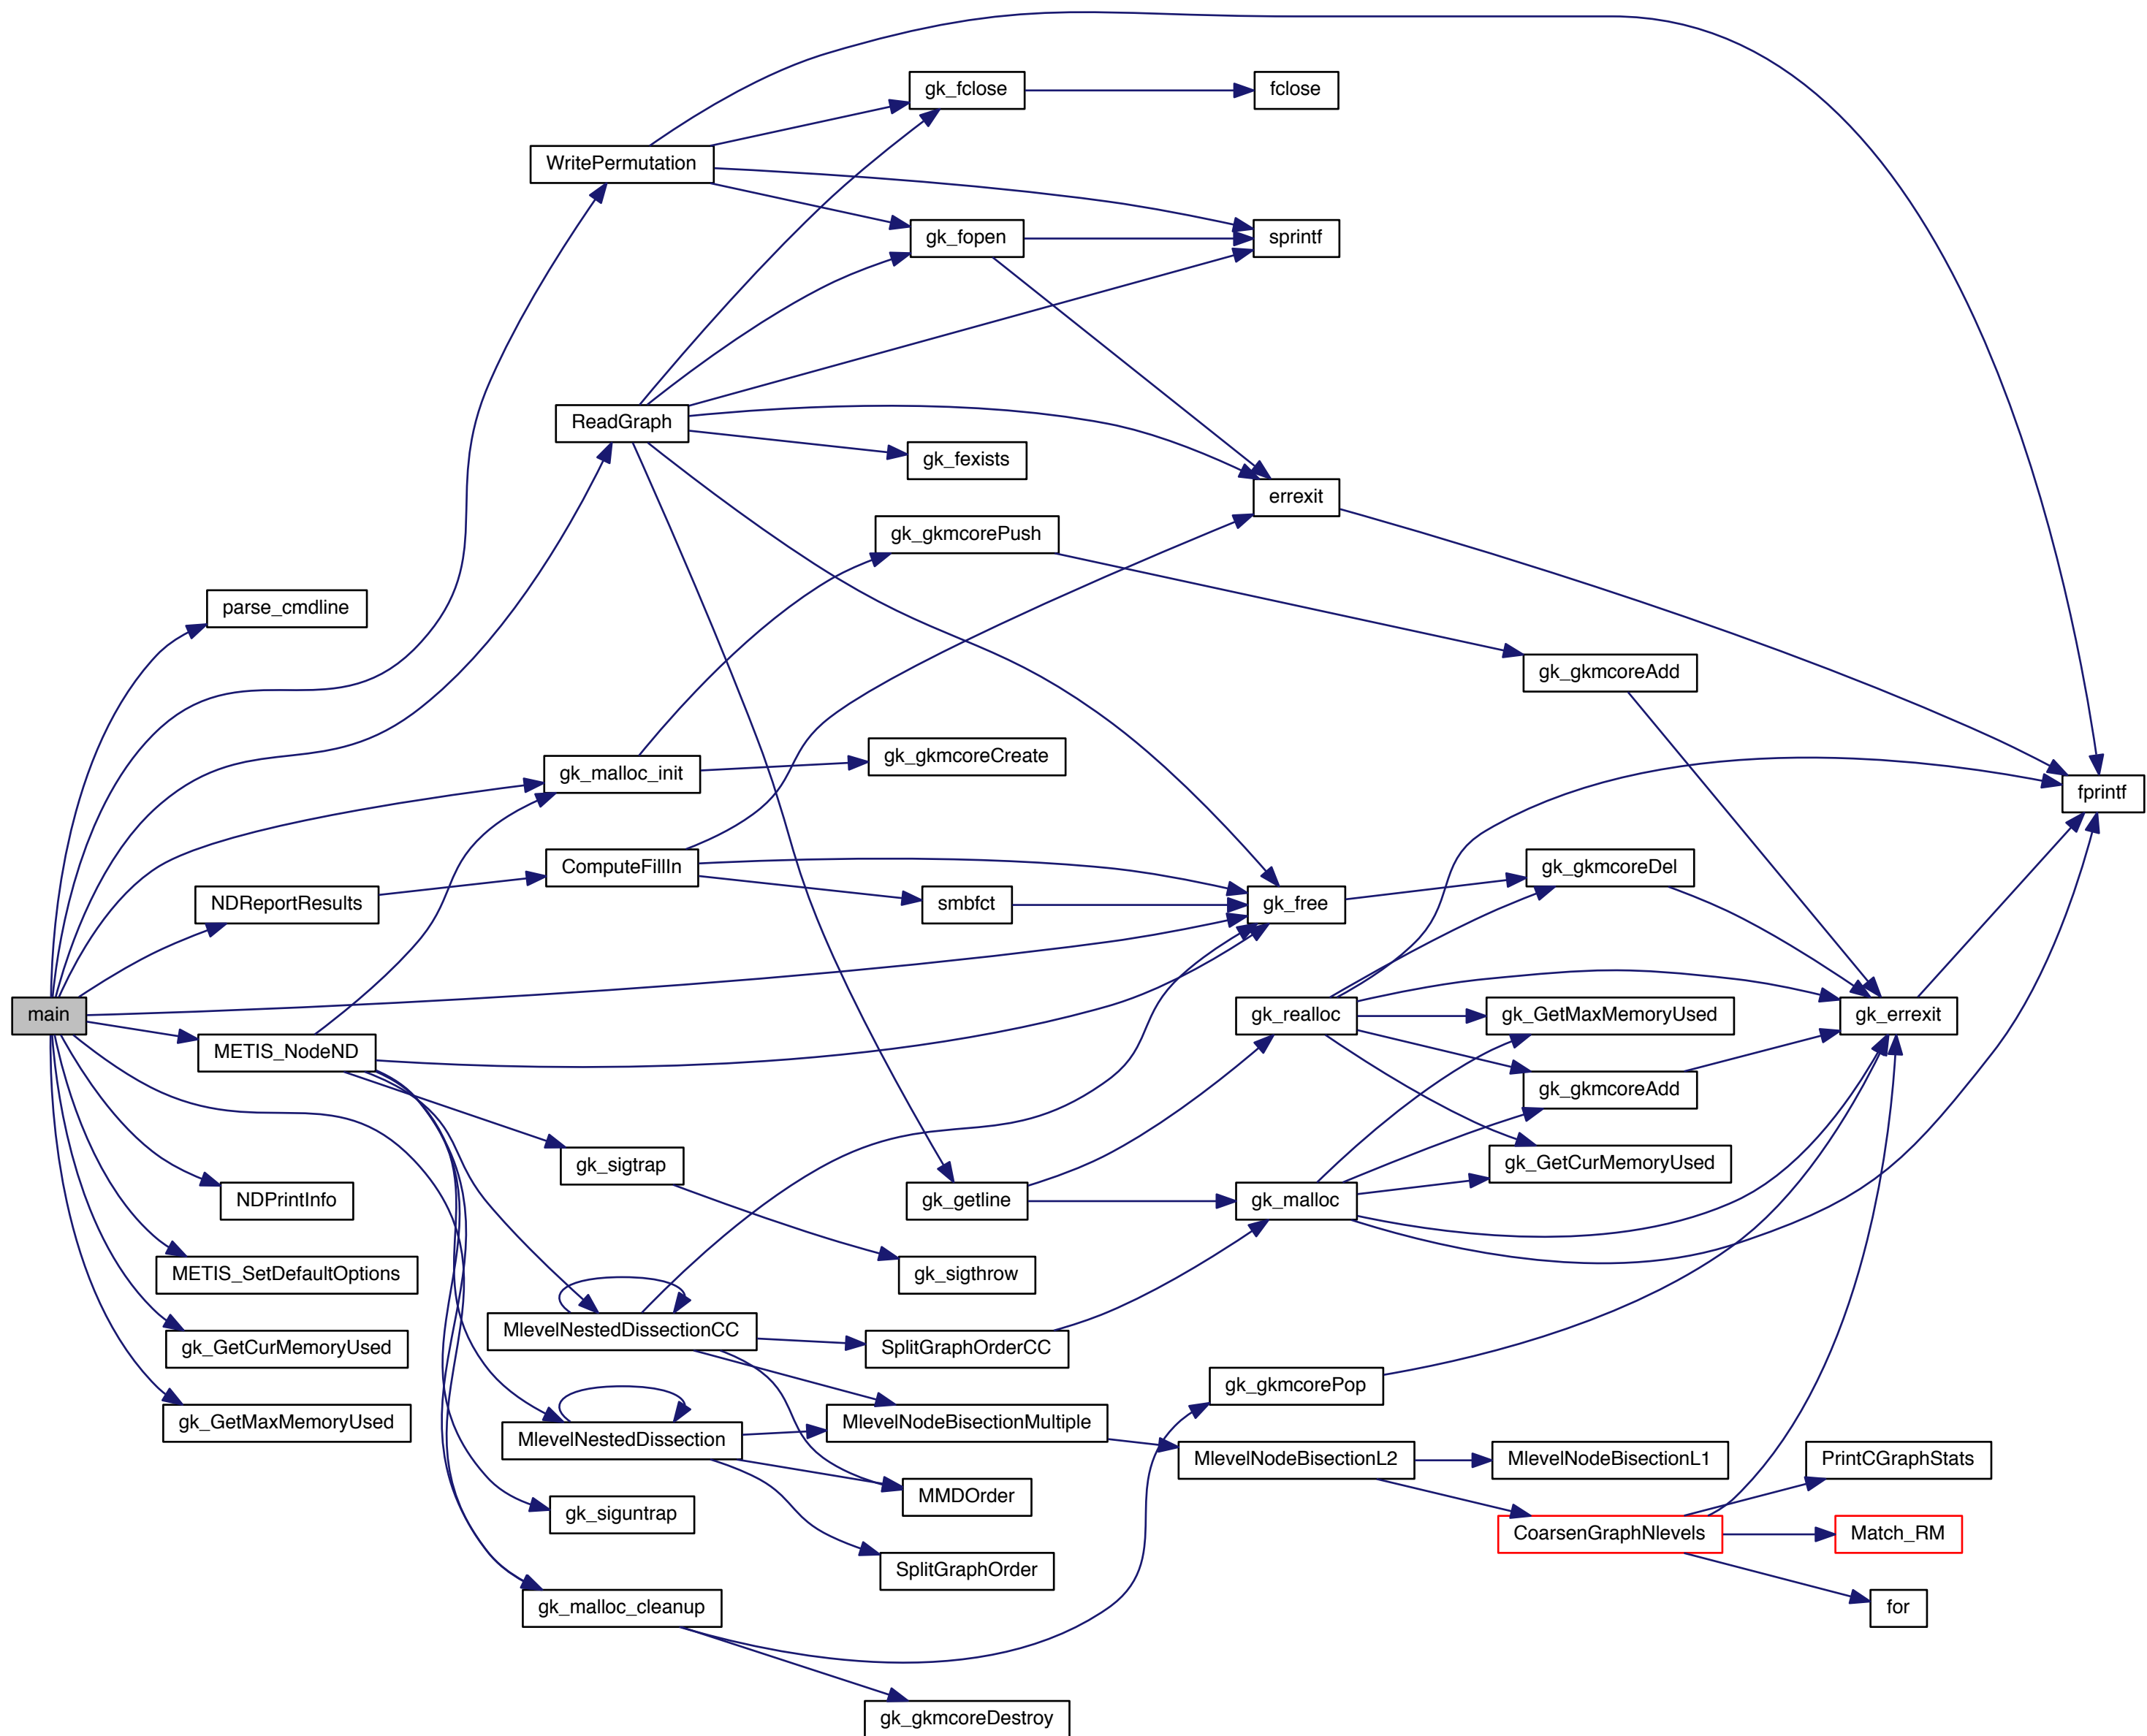 gk_fclose
fclose
WritePermutation
gk_fopen
sprintf
ReadGraph
gk_fexists
errexit
gk_gkmcorePush
parse_cmdline
gk_gkmcoreAdd
gk_gkmcoreCreate
gk_malloc_init
fprintf
ComputeFillIn
gk_gkmcoreDel
NDReportResults
smbfct
gk_free
main
gk_realloc
gk_GetMaxMemoryUsed
gk_errexit
METIS_NodeND
gk_gkmcoreAdd
gk_sigtrap
gk_GetCurMemoryUsed
NDPrintInfo
gk_getline
gk_malloc
METIS_SetDefaultOptions
gk_sigthrow
MlevelNestedDissectionCC
gk_GetCurMemoryUsed
SplitGraphOrderCC
gk_gkmcorePop
gk_GetMaxMemoryUsed
MlevelNodeBisectionMultiple
MlevelNestedDissection
MlevelNodeBisectionL2
MlevelNodeBisectionL1
PrintCGraphStats
MMDOrder
gk_siguntrap
CoarsenGraphNlevels
Match_RM
SplitGraphOrder
gk_malloc_cleanup
for
gk_gkmcoreDestroy